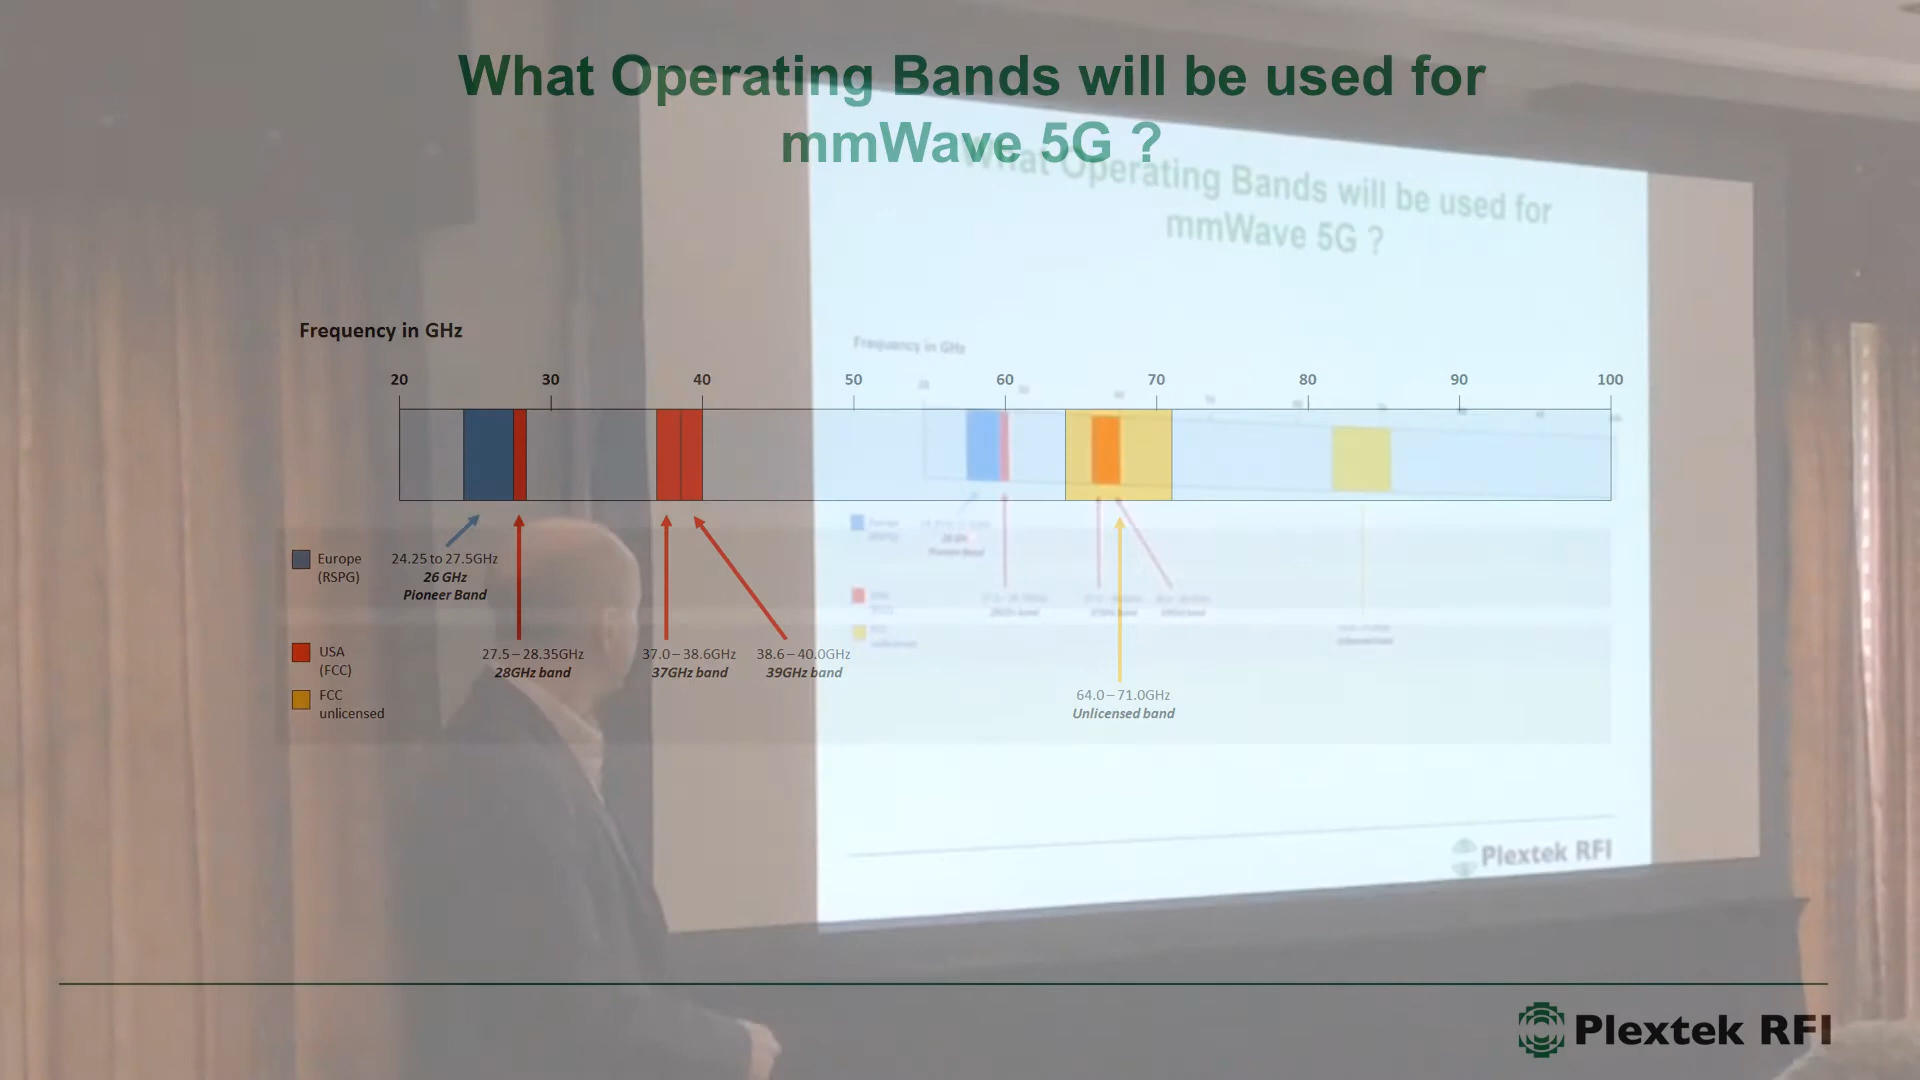 What Operating Bands will be used for
mmWave 5G ?
What Operating Bands will be used for
mmWave 5G ?
Frequency in GHz
Frequency in GHz
20 30 40 50 60 70 80 90 100
Europe
(RSPG)
24.25 to 27.5GHz
26 GHz
Pioneer Band
USA
(FCC)
27.5 – 28.35GHz
28GHz band
37.0 – 38.6GHz
37GHz band
38.6 – 40.0GHz
39GHz band
FCC
unlicensed
64.0 – 71.0GHz
Unlicensed band
Plextek RFI
Plextek RFI